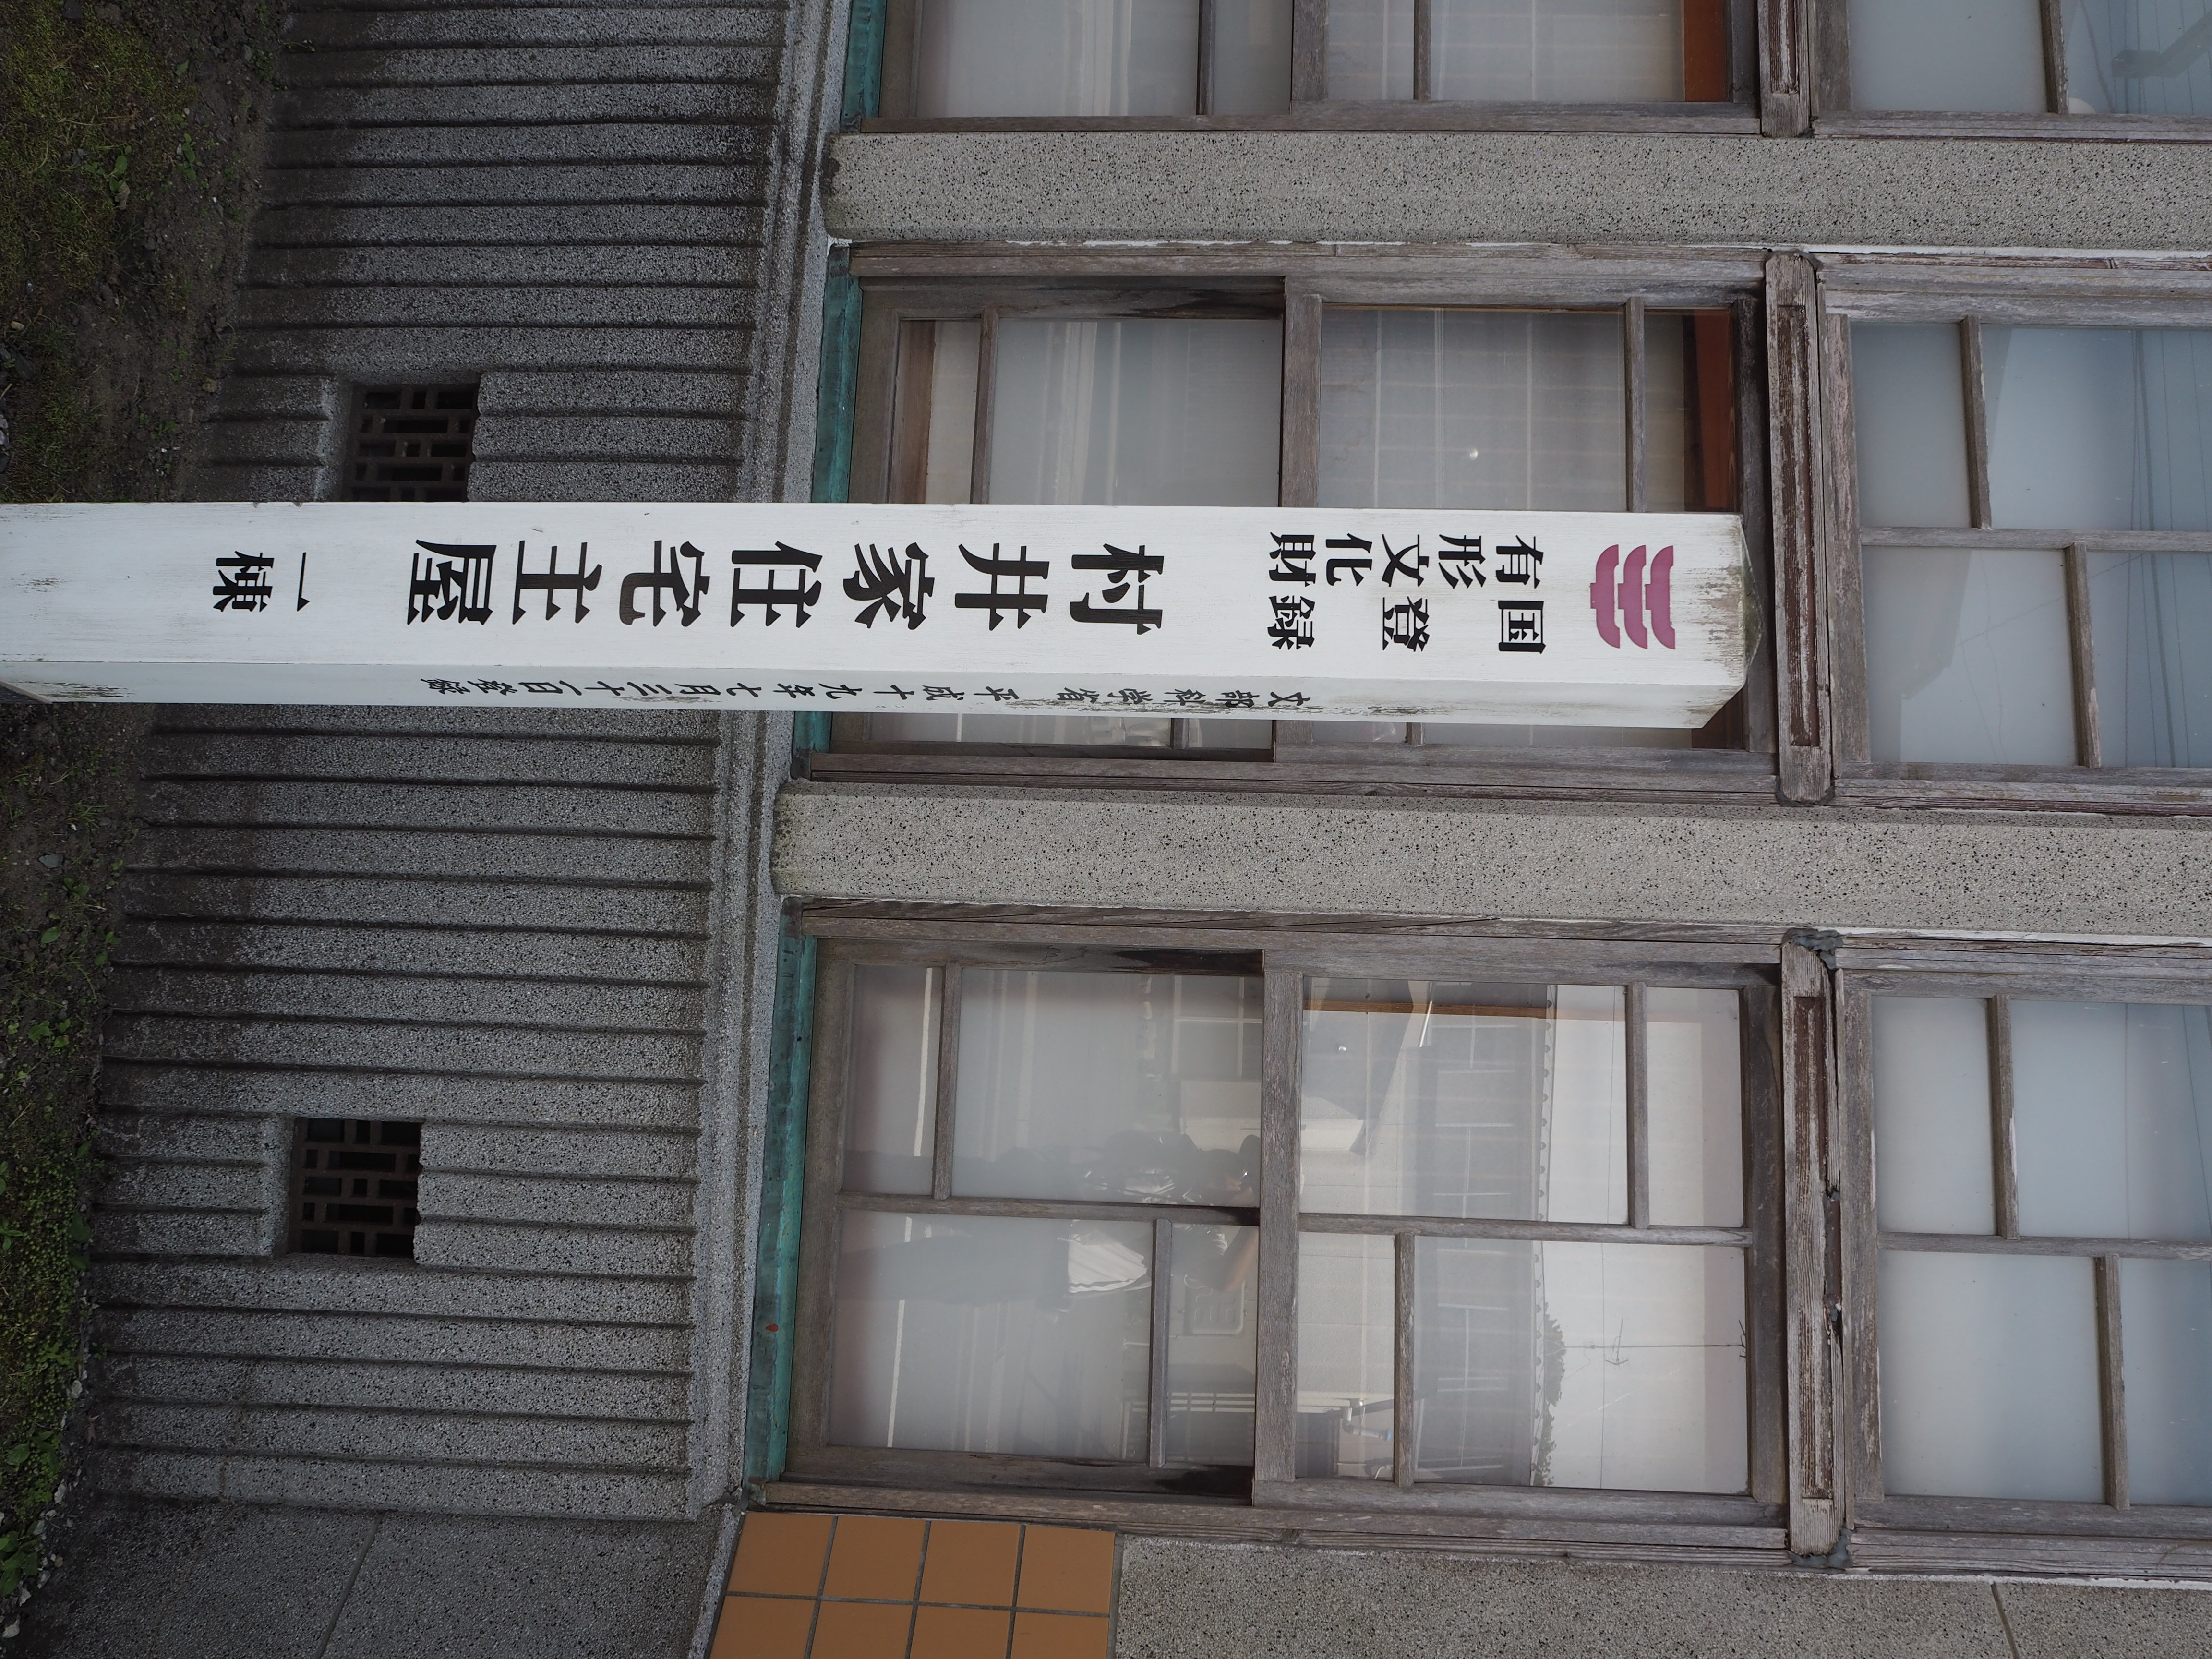 国登録
有形文化財
村井家住宅主屋
一棟
文部科学省 平成十九年七月三十一日登録